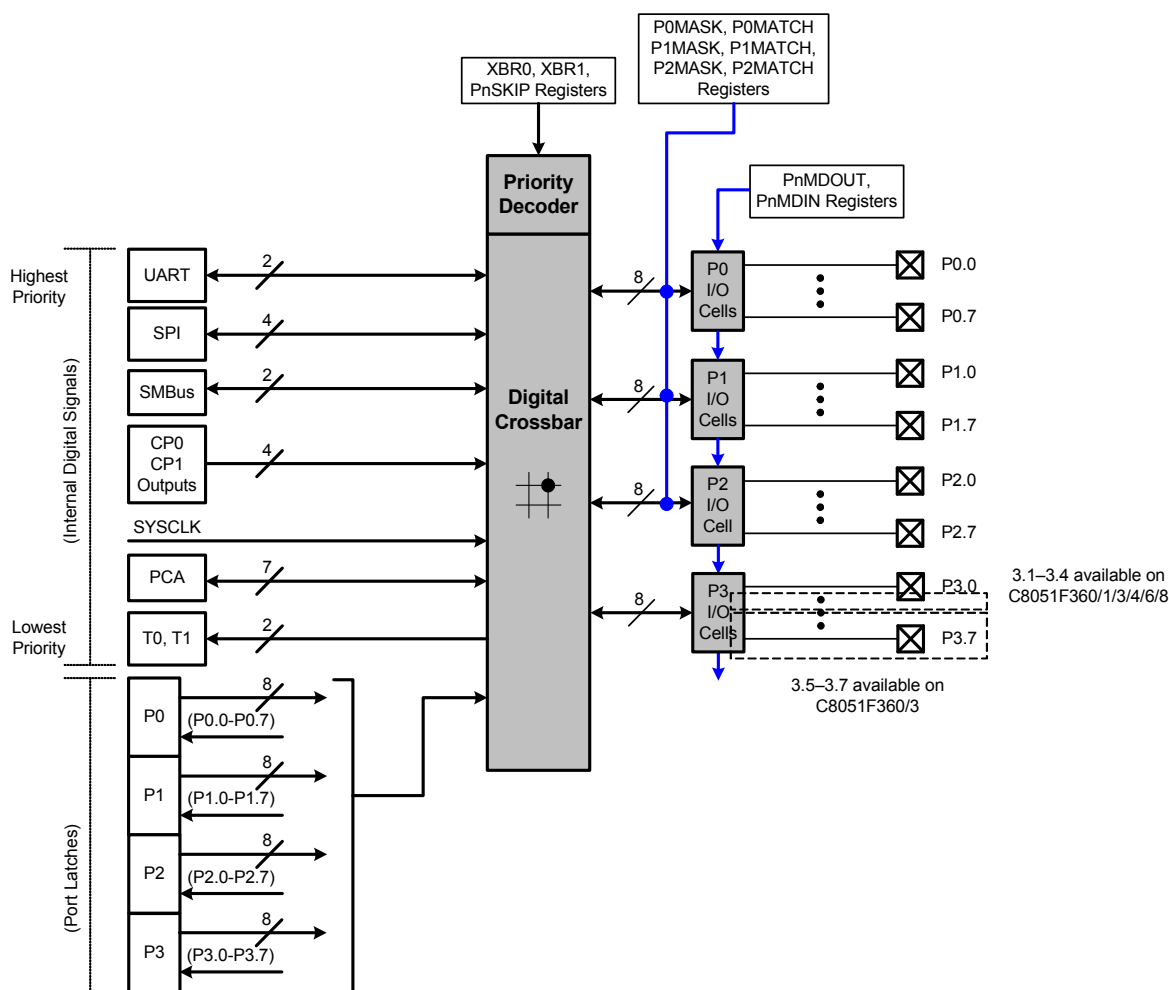 P0MASK, P0MATCH
P1MASK, P1MATCH,
P2MASK, P2MATCH
Registers
XBR0, XBR1,
PnSKIP Registers
PnMDOUT,
PnMDIN Registers
Priority
Decoder
Digital
Crossbar
Highest
Priority
(Internal Digital Signals)
Lowest
Priority
UART
2
SPI
4
SMBus
2
CP0
CP1
Outputs
4
SYSCLK
PCA
7
T0, T1
2
(Port Latches)
P0
8
(P0.0-P0.7)
P1
8
(P1.0-P1.7)
P2
8
(P2.0-P2.7)
P3
8
(P3.0-P3.7)
8
P0
I/O
Cells
P0.0
P0.7
8
P1
I/O
Cells
P1.0
P1.7
8
P2
I/O
Cell
P2.0
P2.7
8
P3
I/O
Cells
P3.0
P3.7
3.1–3.4 available on
C8051F360/1/3/4/6/8
3.5–3.7 available on
C8051F360/3